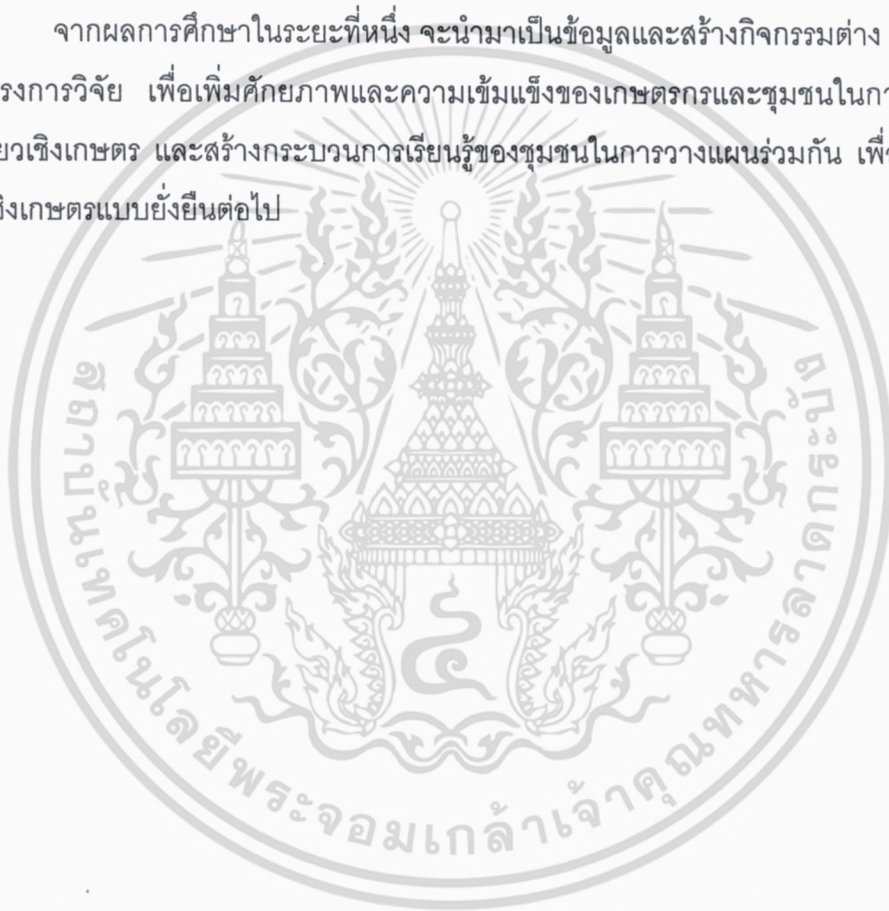 จากผลการศึกษาในระยะที่หนึ่ง จะนำมาเป็นข้อมูลและสร้างกิจกรรมต่าง
รงการวิจัย เพื่อเพิ่มศักยภาพและความเข้มแข็งของเกษตรกรและชุมชนในกา
ยวเชิงเกษตร และสร้างกระบวนการเรียนรู้ของชุมชนในการวางแผนร่วมกัน เพื่
ชิงเกษตรแบบยั่งยืนต่อไป
สถาบันเทคโนโลยีพระจอมเกล้าเจ้าคุณทหารลาดกระบัง
๔